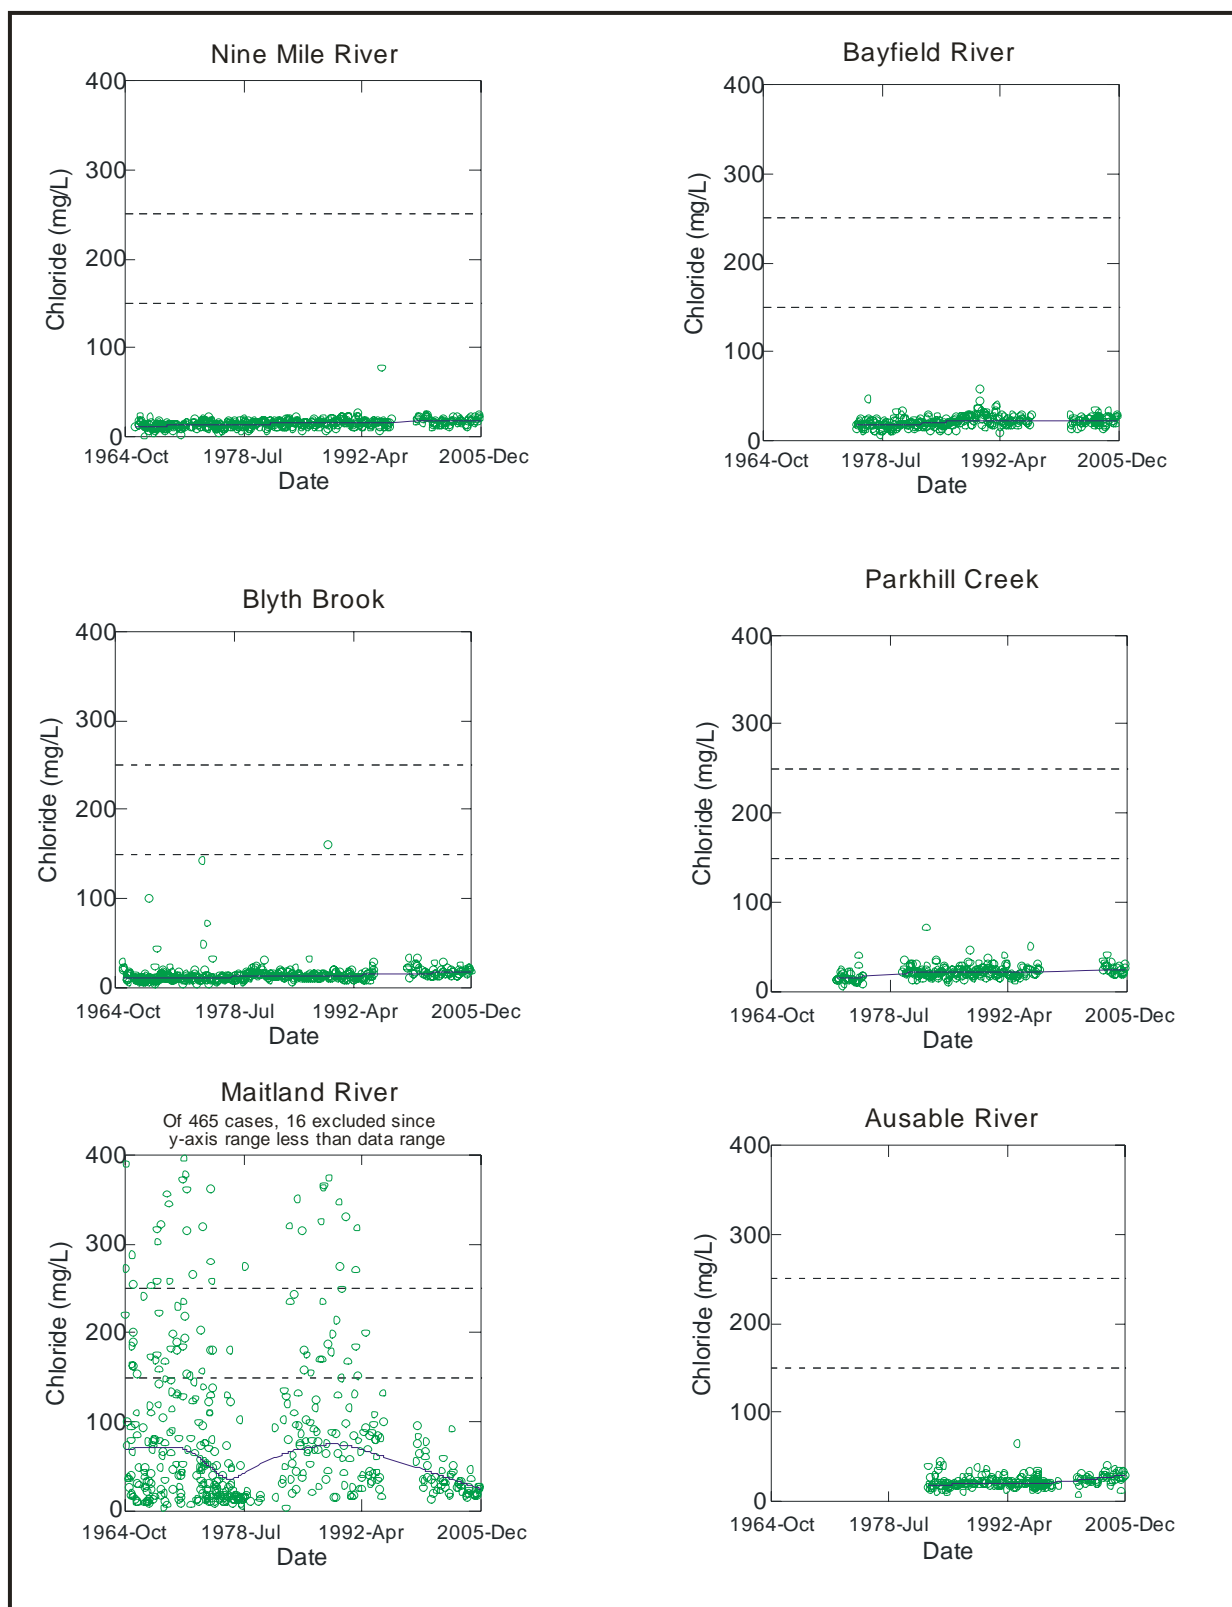 Nine Mile River
400
300
200
100
0
Chloride (mg/L)
1964-Oct 1978-Jul 1992-Apr 2005-Dec
Date
Bayfield River
400
300
200
100
0
Chloride (mg/L)
1964-Oct 1978-Jul 1992-Apr 2005-Dec
Date
Blyth Brook
400
300
200
100
0
Chloride (mg/L)
1964-Oct 1978-Jul 1992-Apr 2005-Dec
Date
Parkhill Creek
400
300
200
100
0
Chloride (mg/L)
1964-Oct 1978-Jul 1992-Apr 2005-Dec
Date
Maitland River
Of 465 cases, 16 excluded since
y-axis range less than data range
400
300
200
100
0
Chloride (mg/L)
1964-Oct 1978-Jul 1992-Apr 2005-Dec
Date
Ausable River
400
300
200
100
0
Chloride (mg/L)
1964-Oct 1978-Jul 1992-Apr 2005-Dec
Date